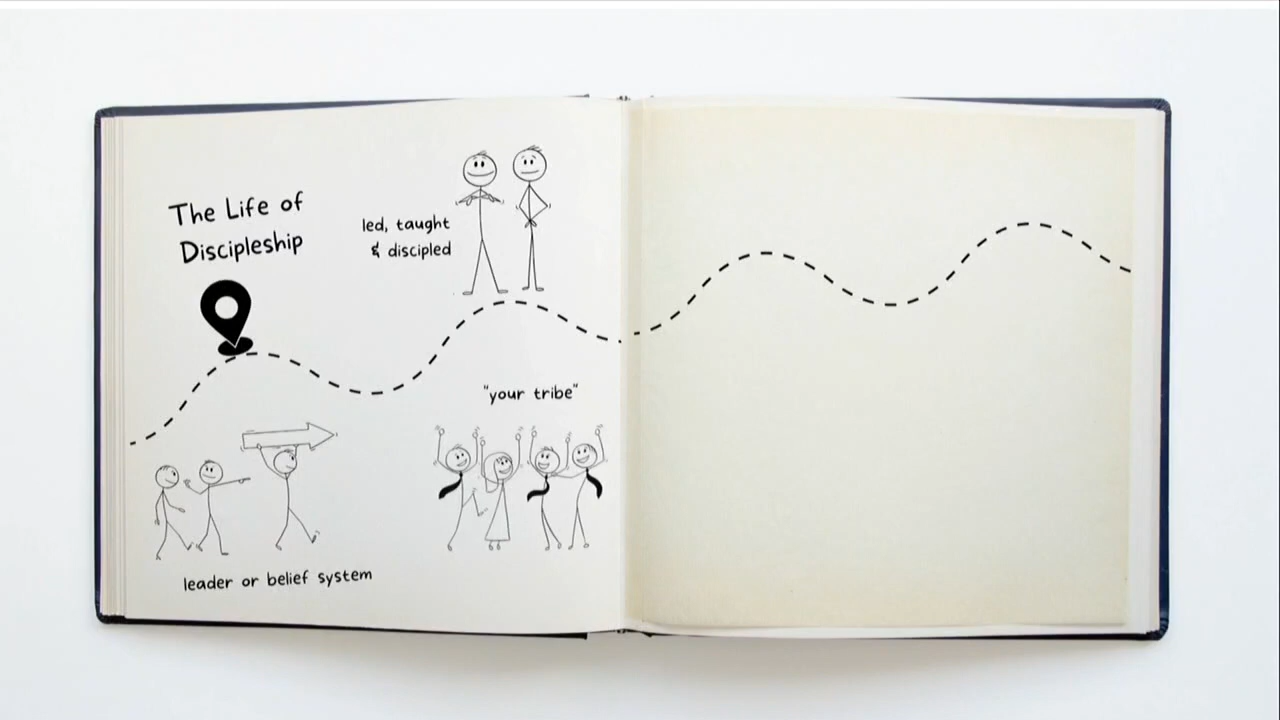 The Life of
Discipleship
led, taught
& discipled
"your tribe"
leader or belief system